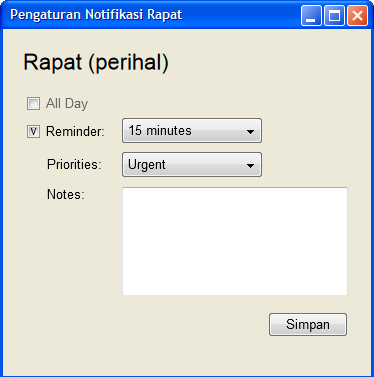 Pengaturan Notifikasi Rapat
Rapat (perihal)
All Day
V Reminder: 15 minutes
Priorities: Urgent
Notes:
Simpan